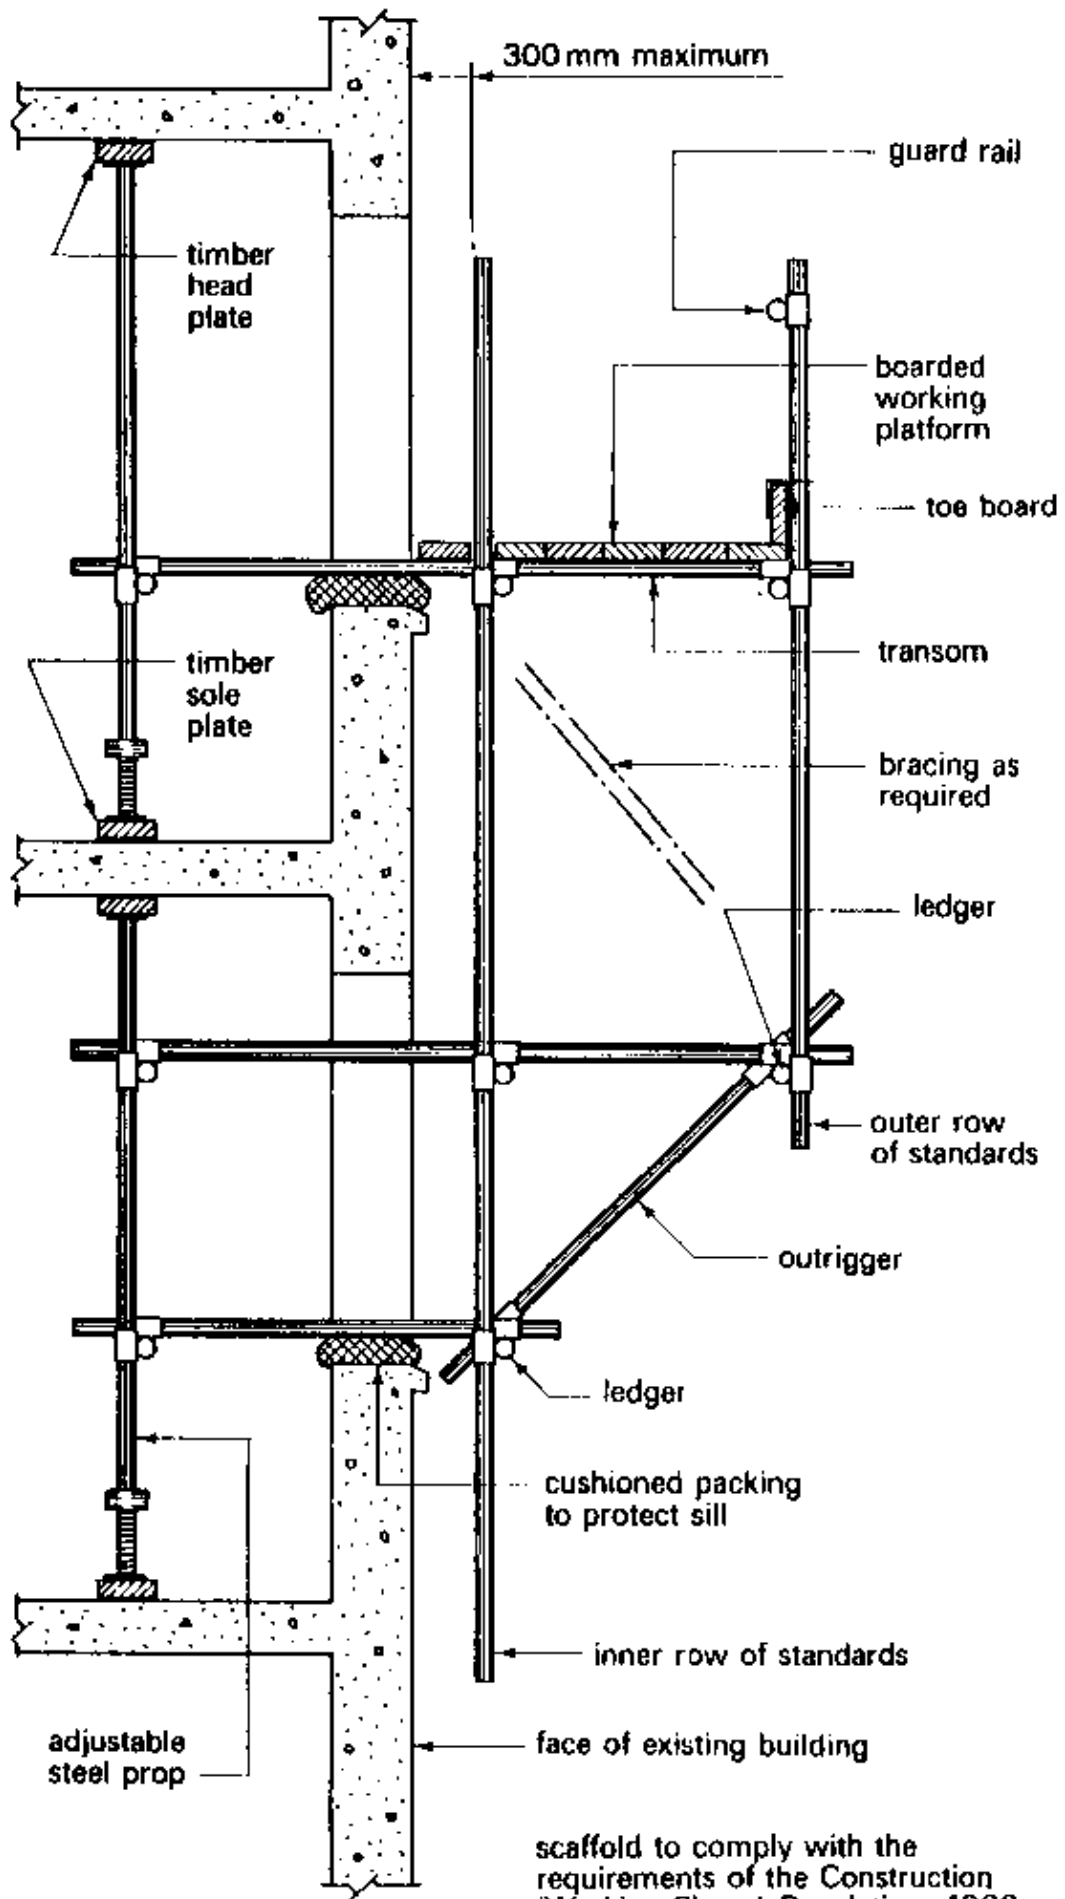 300 mm maximum
guard rail
timber
head
plate
boarded
working
platform
toe board
transom
timber
sole
plate
bracing as
required
ledger
outer row
of standards
outrigger
ledger
cushioned packing
to protect sill
inner row of standards
adjustable
steel prop
face of existing building
scaffold to comply with the
requirements of the Construction